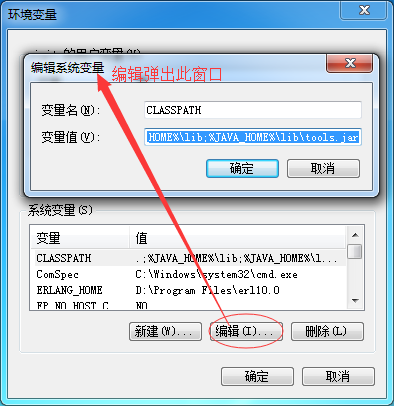 环境变量
的用户变量(U)
编辑系统变量
编辑弹出此窗口
变量名(N):
CLASSPATH
变量值(V):
HOME%\lib;%JAVA_HOME%\lib\tools.jar
确定
取消
系统变量(S)
变量
值
CLASSPATH
.;%JAVA_HOME%\lib;%JAVA_HOME%\l...
ComSpec
C:\Windows\system32\cmd.exe
ERLANG_HOME
D:\Program Files\erl10.0
FP_NO_HOST_C
NO
新建(W)...
编辑(I)...
删除(L)
确定
取消